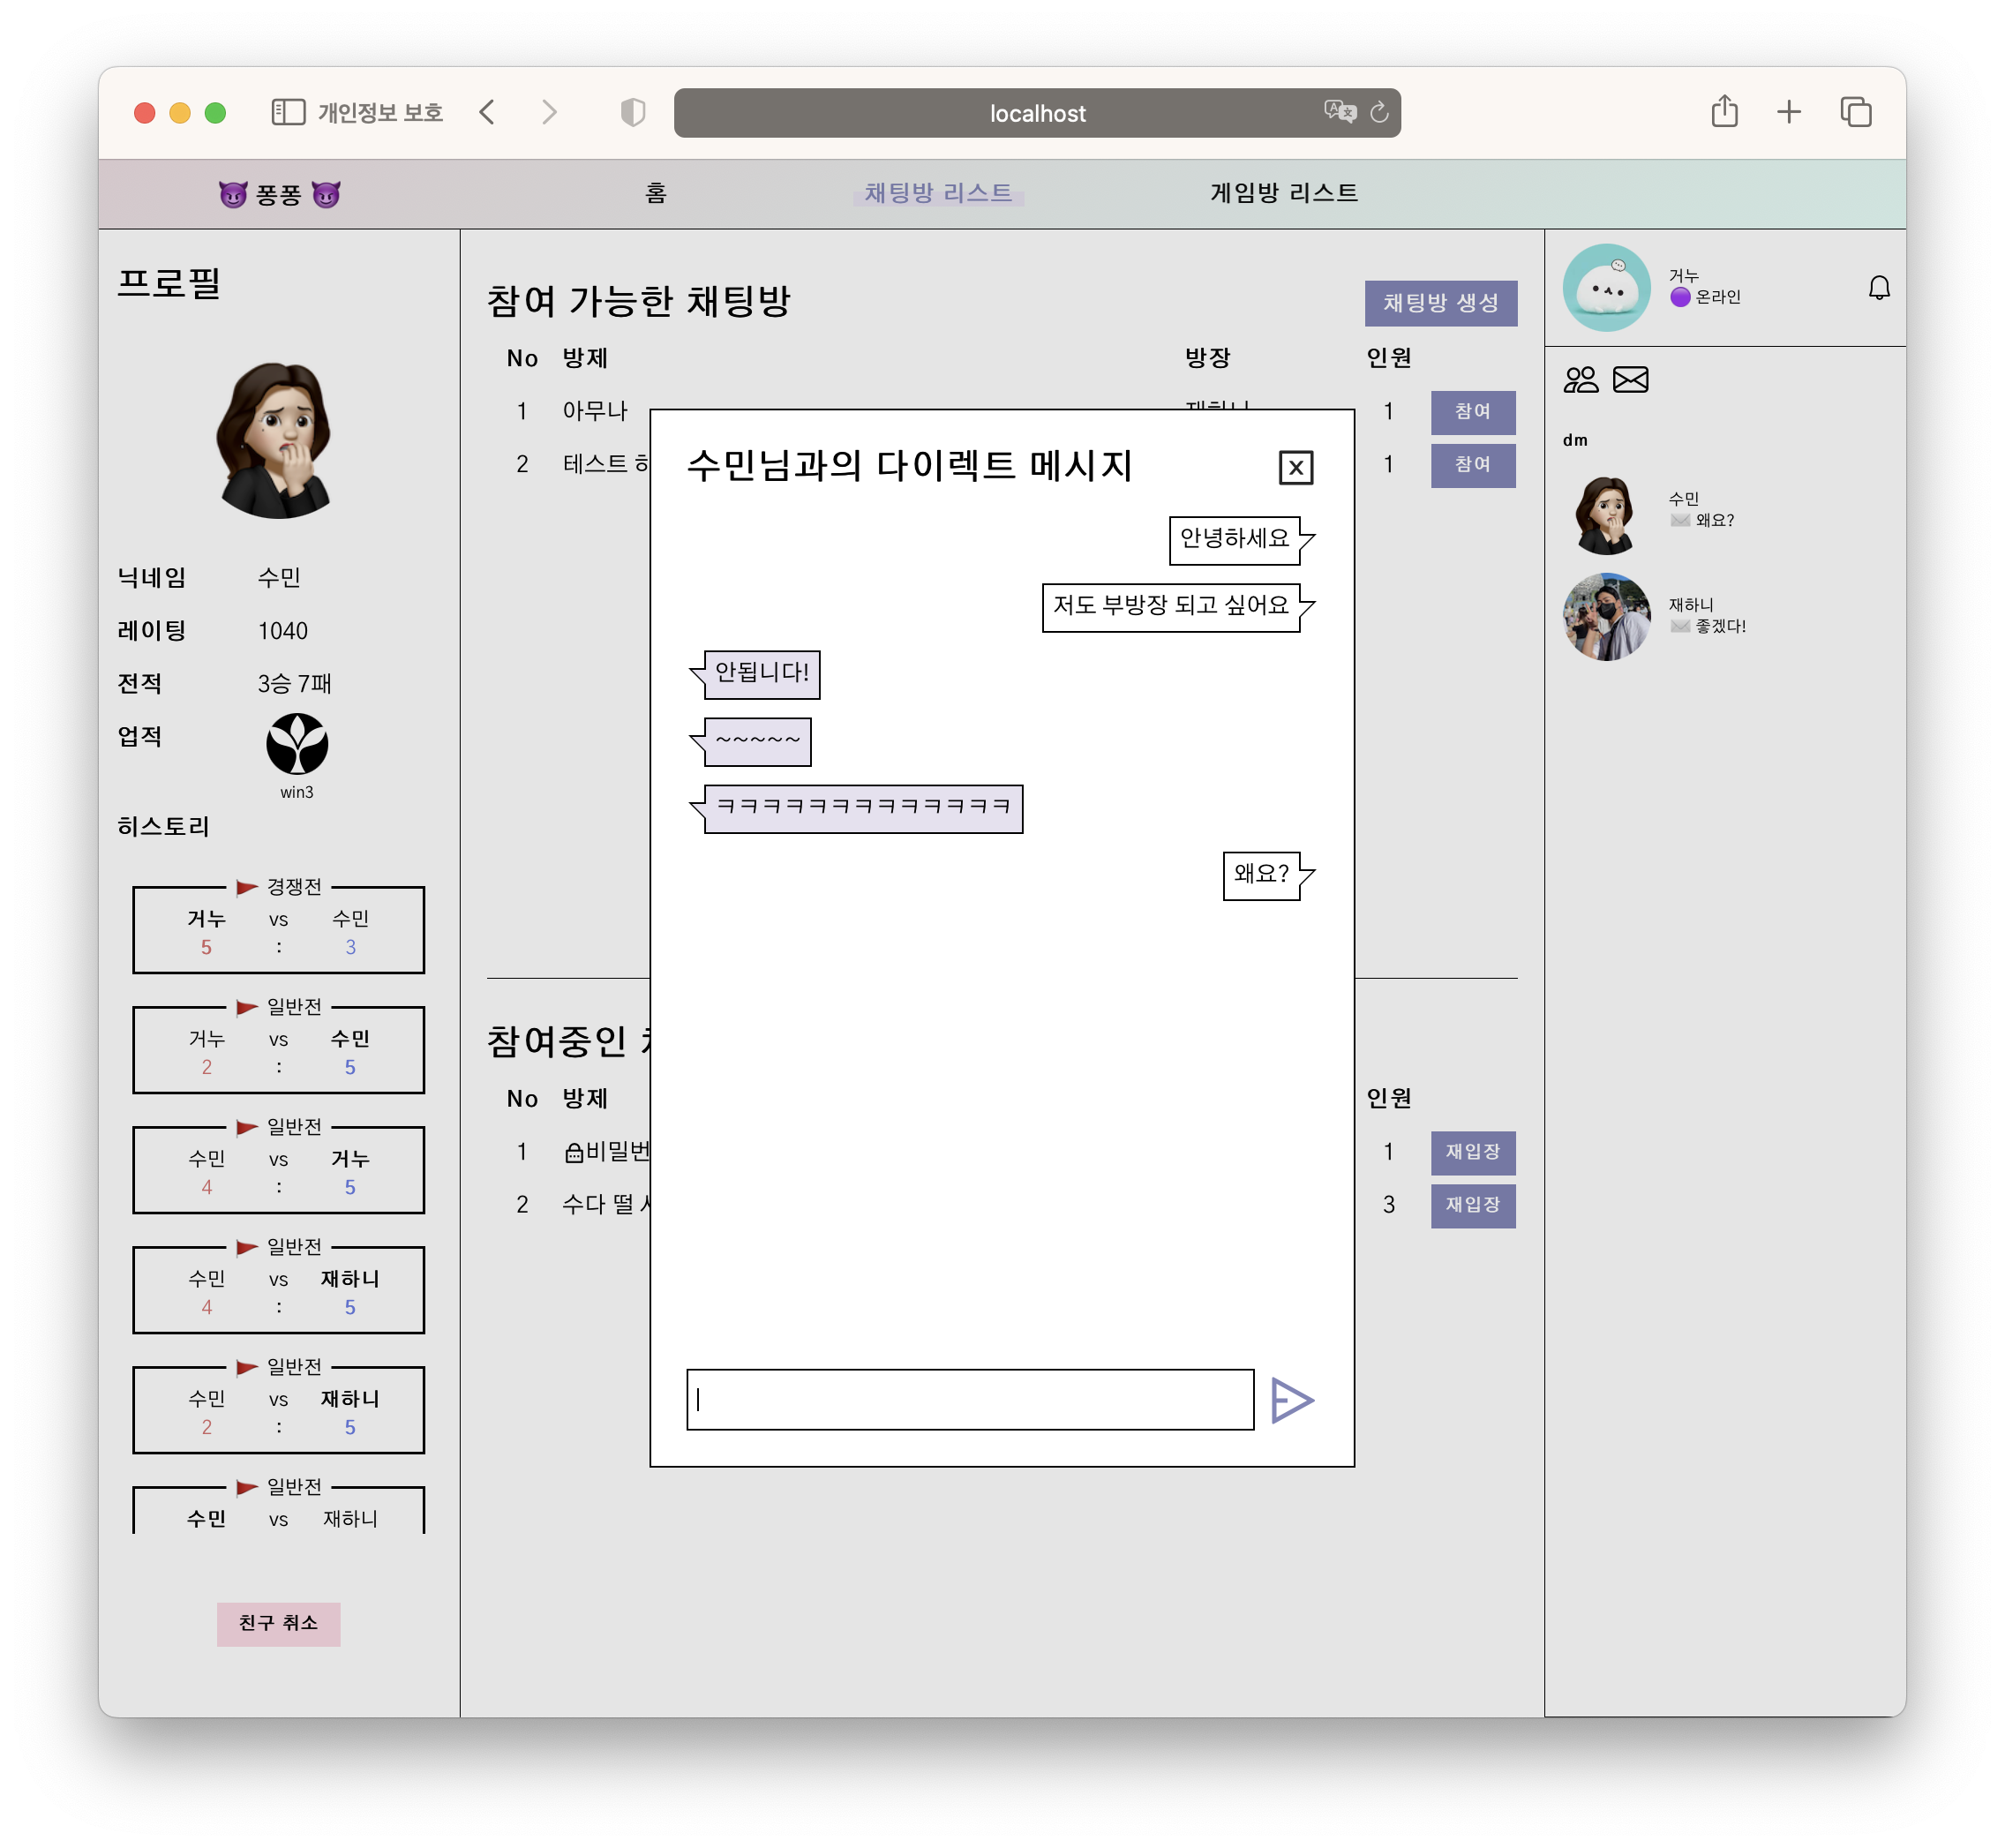 개인정보 보호
localhost
퐁퐁
홈
채팅방 리스트
게임방 리스트
프로필
닉네임 수민
레이팅 1040
전적 3승 7패
업적
win3
히스토리
경쟁전
거누 vs 수민
5 : 3
일반전
거누 vs 수민
2 : 5
일반전
수민 vs 거누
4 : 5
일반전
수민 vs 재하니
4 : 5
일반전
수민 vs 재하니
2 : 5
일반전
수민 vs 재하니
친구 취소
참여 가능한 채팅방
채팅방 생성
No 방제 방장 인원
1 아무나 재하니 1 참여
2 테스트 1 참여
참여중인
No 방제 인원
1 비밀번 1 재입장
2 수다 떨 3 재입장
수민님과의 다이렉트 메시지
x
안녕하세요
저도 부방장 되고 싶어요
안됩니다!
~~~~~
ㅋㅋㅋㅋㅋㅋㅋㅋㅋㅋㅋㅋㅋ
왜요?
거누
온라인
dm
수민
왜요?
재하니
좋겠다!